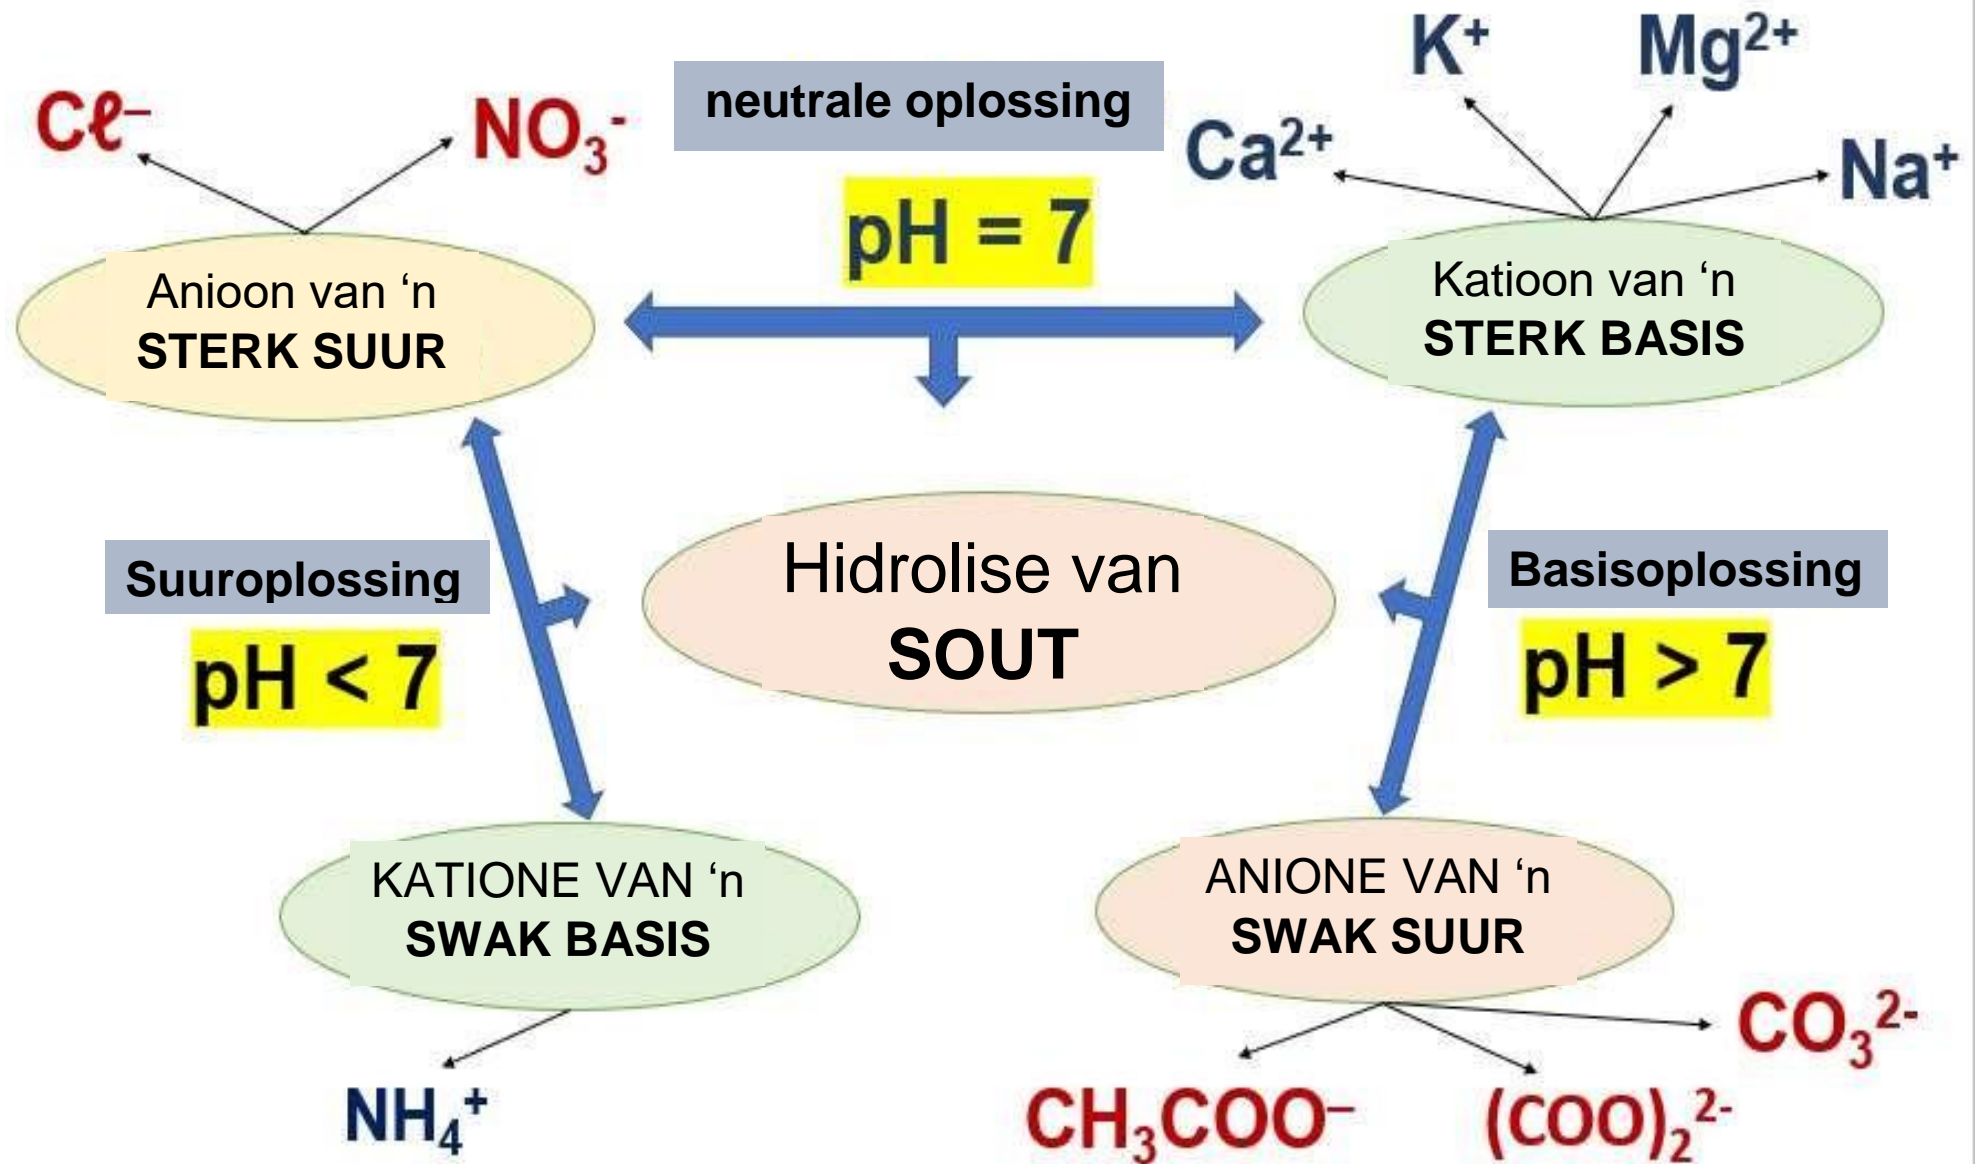 K⁺ Mg²⁺
Cℓ⁻ NO₃⁻ neutrale oplossing Ca²⁺ Na⁺
pH = 7
Anioon van ‘n
STERK SUUR
Katioon van ‘n
STERK BASIS
Hidrolise van
SOUT
Suuroplossing
pH < 7
Basisoplossing
pH > 7
KATIONE VAN ‘n
SWAK BASIS
ANIONE VAN ‘n
SWAK SUUR
NH₄⁺
CH₃COO⁻ (COO)₂²⁻ CO₃²⁻